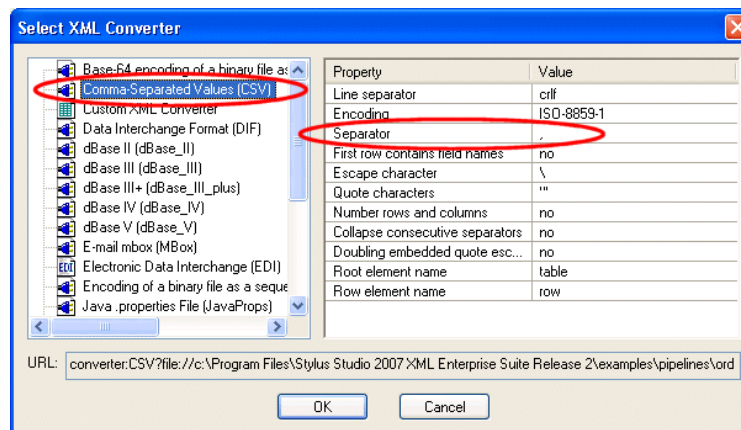 Select XML Converter
Base-64 encoding of a binary file as
Comma-Separated Values (CSV)
Custom XML Converter
Data Interchange Format (DIF)
dBase II (dBase_II)
dBase III (dBase_III)
dBase III+ (dBase_III_plus)
dBase IV (dBase_IV)
dBase V (dBase_V)
E-mail mbox (MBox)
EDI Electronic Data Interchange (EDI)
Encoding of a binary file as a seque
Java .properties File (JavaProps)
Property Value
Line separator crlf
Encoding ISO-8859-1
Separator ,
First row contains field names no
Escape character \
Quote characters '"
Number rows and columns no
Collapse consecutive separators no
Doubling embedded quote esc... no
Root element name table
Row element name row
URL: converter:CSV?file://c:\Program Files\Stylus Studio 2007 XML Enterprise Suite Release 2\examples\pipelines\ord
OK Cancel